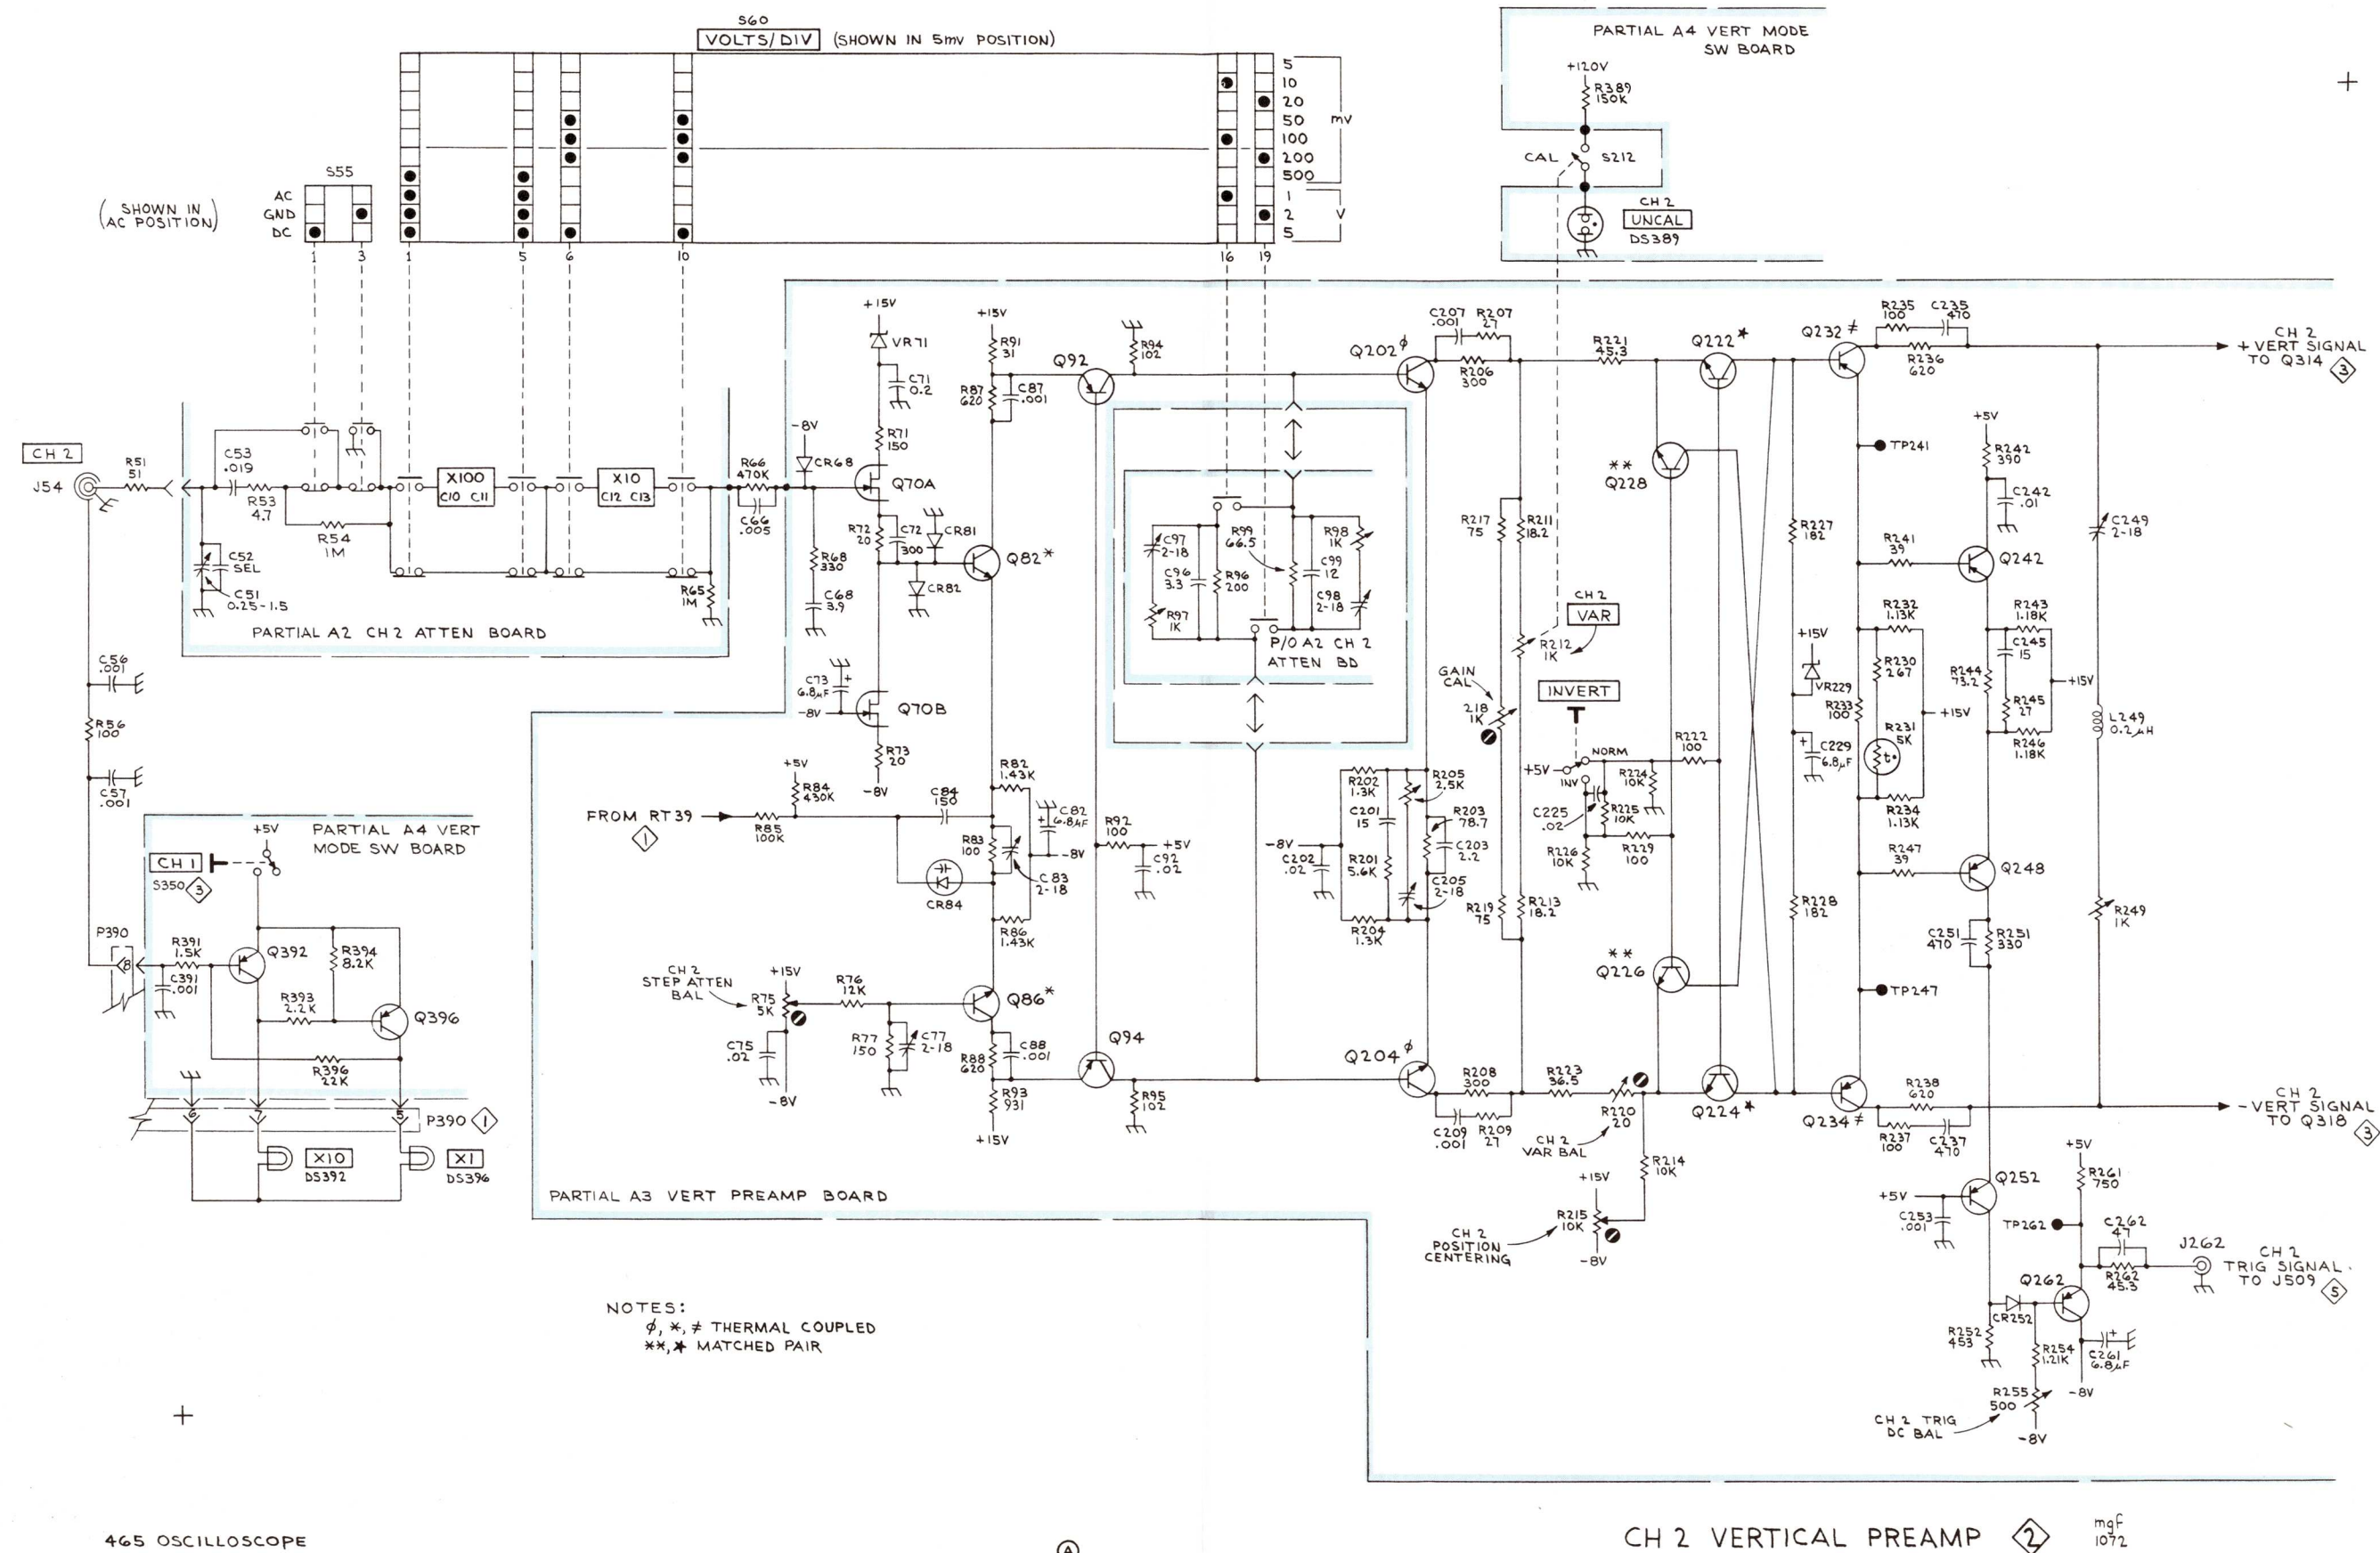 S60
VOLTS/DIV (SHOWN IN 5mv POSITION)
5
10
20
50
100
200
500
mV
1
2
5
V
PARTIAL A4 VERT MODE
SW BOARD
+120V
R389
150K
CAL
S212
CH 2
UNCAL
DS389
(SHOWN IN
AC POSITION)
S55
AC
GND
DC
1
3
1
5
6
10
16
19
CH 2
J54
R51
51
C53
.019
R53
4.7
R54
1M
C52
SEL
C51
0.25-1.5
X100
C10 C11
X10
C12 C13
R65
1M
PARTIAL A2 CH 2 ATTEN BOARD
R66
470K
C66
.005
-8V
CR68
R68
330
C68
3.9
+15V
VR71
C71
0.2
R71
150
Q70A
R72
20
C72
300
CR81
CR82
C73
6.8µF
+
-8V
Q70B
R73
20
-8V
+15V
R91
31
R87
620
C87
.001
Q82*
Q92
R94
102
C97
2-18
C96
3.3
R97
1K
R96
200
R99
66.5
R98
1K
C99
12
C98
2-18
P/O A2 CH 2
ATTEN BD
Q202ø
C207
.001
R207
27
R206
300
R221
45.3
Q222★
**
Q228
R217
75
R211
18.2
CH 2
VAR
R212
1K
GAIN
CAL
218
1K
INVERT
NORM
+5V
INV
R222
100
R224
10K
C225
.02
R225
10K
R226
10K
R229
100
R219
75
R213
18.2
**
Q226
R227
182
+15V
VR229
+
C229
6.8µF
R228
182
Q232≠
R235
100
C235
470
R236
620
CH 2
+VERT SIGNAL
TO Q314
3
TP241
R241
39
+5V
R242
390
C242
.01
Q242
R232
1.13K
R230
267
R233
100
R231
5K
t°
+15V
R234
1.13K
R243
1.18K
C245
15
R244
73.2
R245
27
+15V
R246
1.18K
R247
39
Q248
C251
470
R251
330
TP247
C249
2-18
L249
0.2µH
R249
1K
C56
.001
R56
100
C57
.001
+5V
PARTIAL A4 VERT
MODE SW BOARD
CH 1
S350
3
P390
8
R391
1.5K
C391
.001
Q392
R394
8.2K
R393
2.2K
Q396
R396
22K
6
7
5
P390
1
X10
DS392
X1
DS396
FROM RT39
1
+5V
R84
430K
R85
100K
C84
150
CR84
R82
1.43K
R83
100
C82
6.8µF
+
-8V
C83
2-18
R86
1.43K
R92
100
+5V
C92
.02
CH 2
STEP ATTEN
BAL
+15V
R75
5K
R76
12K
C75
.02
-8V
R77
150
C77
2-18
Q86*
R88
620
C88
.001
R93
931
+15V
Q94
R95
102
R202
1.3K
R205
2.5K
C201
15
R203
78.7
-8V
C202
.02
R201
5.6K
C203
2.2
C205
2-18
R204
1.3K
Q204ø
R208
300
C209
.001
R209
27
R223
36.5
R220
20
CH 2
VAR BAL
Q224★
R214
10K
+15V
R215
10K
-8V
CH 2
POSITION
CENTERING
Q234≠
R238
620
R237
100
C237
470
CH 2
-VERT SIGNAL
TO Q318
3
+5V
C253
.001
Q252
+5V
R261
750
TP262
C262
47
R262
45.3
J262
CH 2
TRIG SIGNAL
TO J509
5
Q262
CR252
R252
453
R254
1.21K
C261
6.8µF
+
-8V
R255
500
-8V
CH 2 TRIG
DC BAL
PARTIAL A3 VERT PREAMP BOARD
NOTES:
ø, *, ≠ THERMAL COUPLED
**, ★ MATCHED PAIR
465 OSCILLOSCOPE
A
CH 2 VERTICAL PREAMP
2
mgf
1072